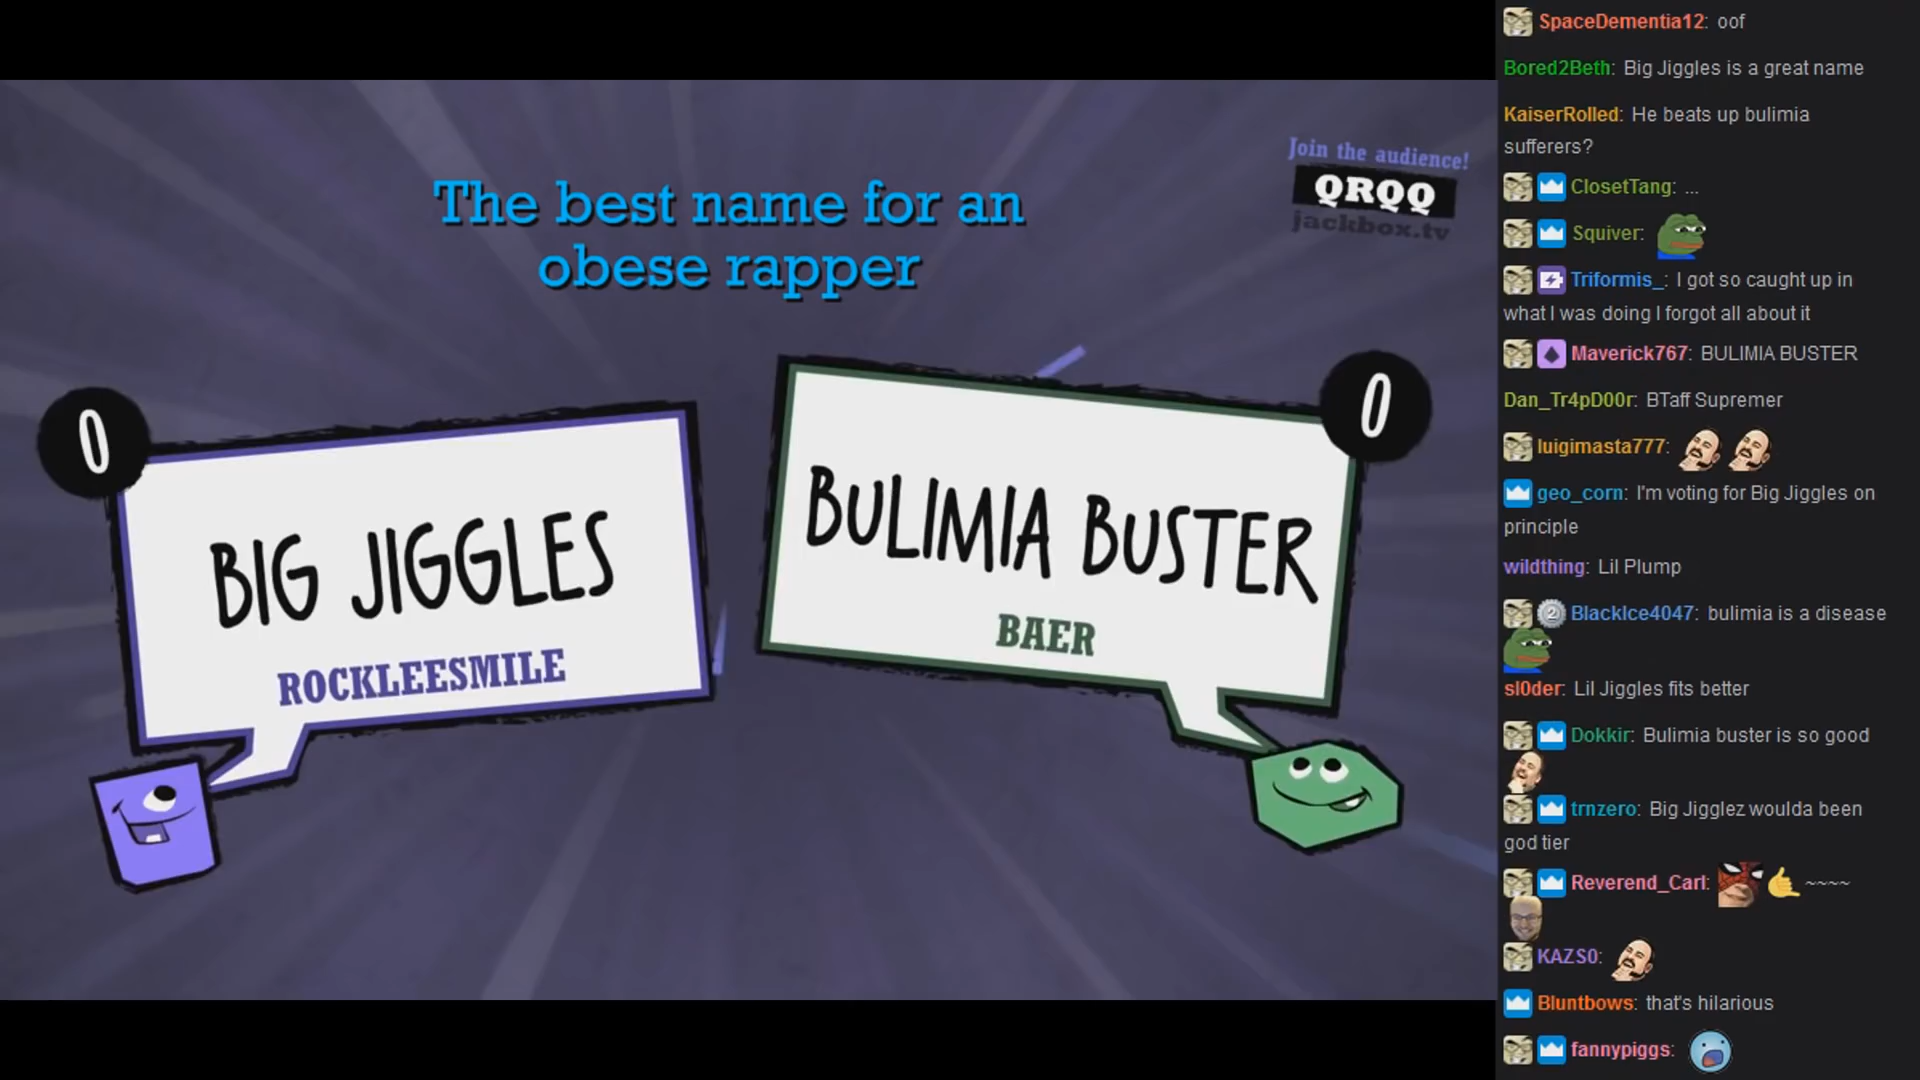 The best name for an
obese rapper
Join the audience!
QRQQ
jackbox.tv
0
BIG JIGGLES
ROCKLEESMILE
0
BULIMIA BUSTER
BAER
SpaceDementia12: oof
Bored2Beth: Big Jiggles is a great name
KaiserRolled: He beats up bulimia
sufferers?
ClosetTang: ...
Squiver:
Triformis_: I got so caught up in
what I was doing I forgot all about it
Maverick767: BULIMIA BUSTER
Dan_Tr4pD00r: BTaff Supremer
luigimasta777:
geo_corn: I'm voting for Big Jiggles on
principle
wildthing: Lil Plump
2 BlackIce4047: bulimia is a disease
sl0der: Lil Jiggles fits better
Dokkir: Bulimia buster is so good
trnzero: Big Jigglez woulda been
god tier
Reverend_Carl: ~~~~
KAZS0:
Bluntbows: that's hilarious
fannypiggs: